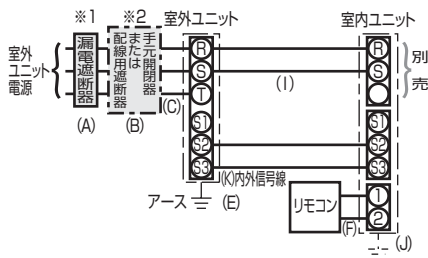 ※1
※2
室外ユニット
室内ユニット
室外
ユニット
電源
漏電遮断器
手元開閉器
または
配線用遮断器
(A)
(B)
(C)
R
S
T
S1
S2
S3
(I)
R
S
別売
S1
S2
S3
(K)内外信号線
アース
(E)
リモコン
(F)
1
2
(J)